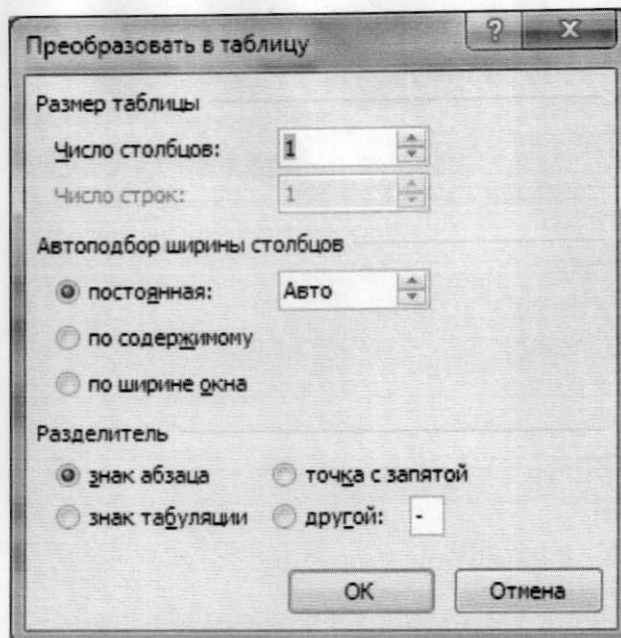 Преобразовать в таблицу ? X
Размер таблицы
Число столбцов: 1
Число строк: 1
Автоподбор ширины столбцов
постоянная: Авто
по содержимому
по ширине окна
Разделитель
знак абзаца точка с запятой
знак табуляции другой: -
ОК Отмена